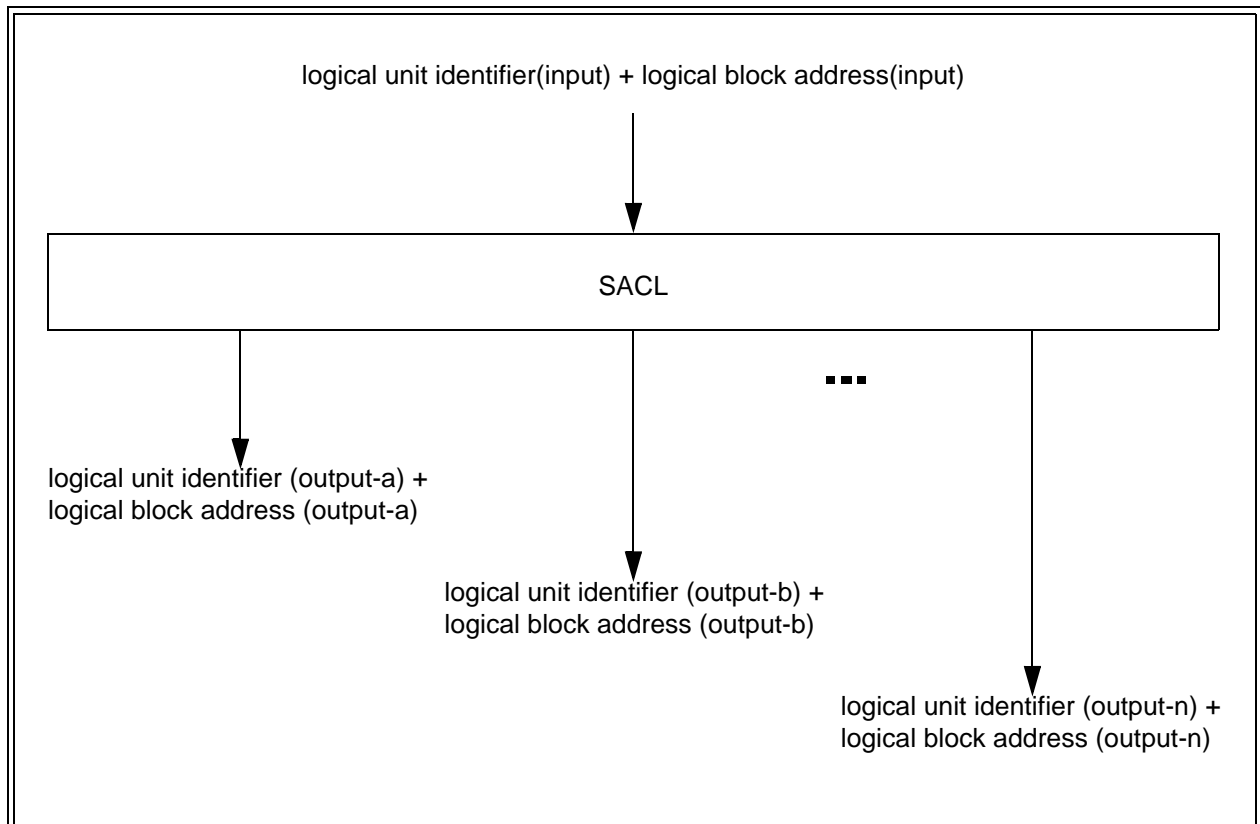 logical unit identifier(input) + logical block address(input)
SACL
logical unit identifier (output-a) +
logical block address (output-a)
logical unit identifier (output-b) +
logical block address (output-b)
logical unit identifier (output-n) +
logical block address (output-n)